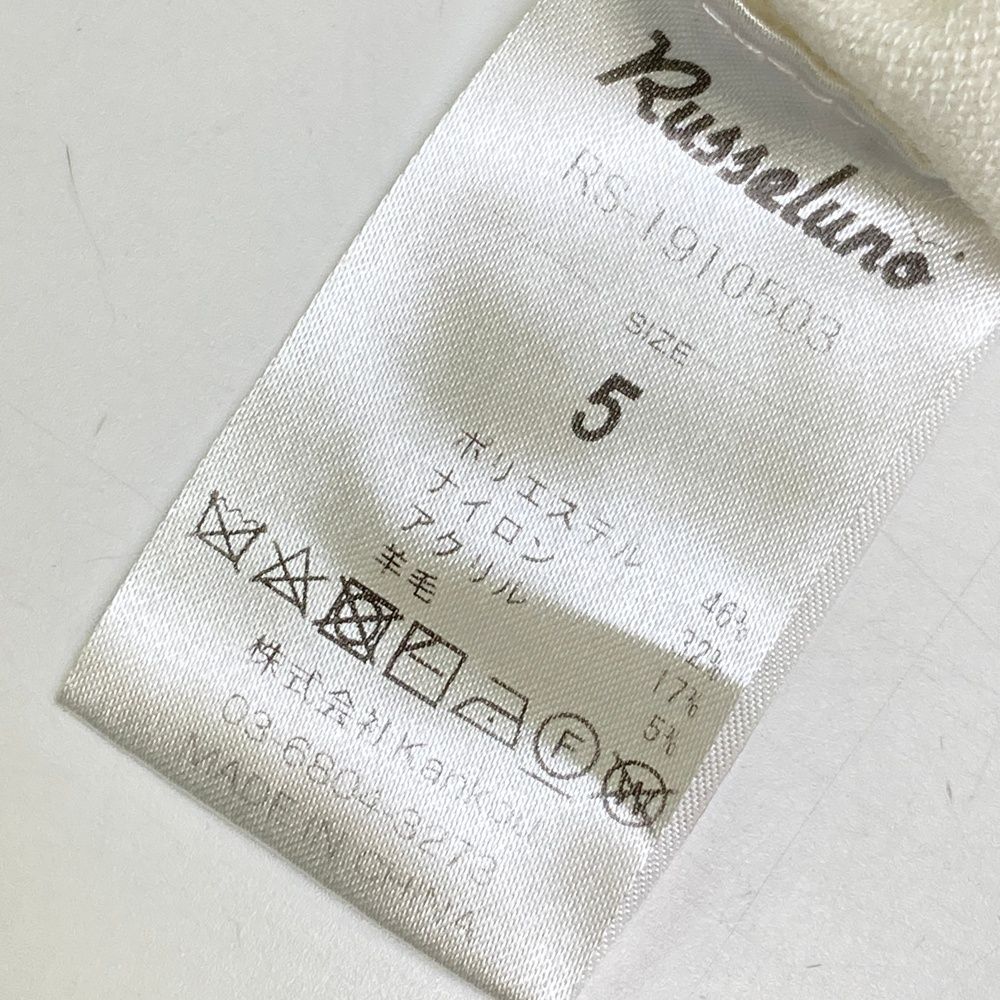 Russeluno
RS-1910503
SIZE
5
ポリエステル 46%
ナイロン 32%
アクリル 17%
羊毛 5%
F W
株式会社Kankou
03-6804-3273
MADE IN CHINA